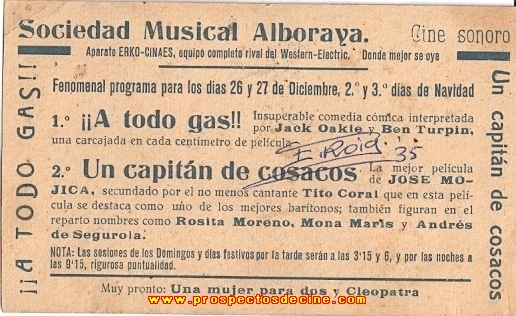 Sociedad Musical Alboraya. Cine sonoro
Aparato ERKO-CINAES, equipo completo rival del Western-Electric. Donde mejor se oye
¡¡¡A TODO GAS!!
Fenomenal programa para los días 26 y 27 de Diciembre, 2.º y 3.º días de Navidad
1.º ¡¡A todo gas!! Insuperable comedia cómica interpretada
por Jack Oakie y Ben Turpin,
una carcajada en cada centímetro de película
E. Roig 35
2.º Un capitán de cosacos La mejor película
de JOSE MO-
JICA, secundado por el no menos cantante Tito Coral que en esta pelí-
cula se destaca como uno de los mejores barítonos; también figuran en el
reparto nombres como Rosita Moreno, Mona Maris y Andrés
de Segurola.
NOTA: Las sesiones de los Domingos y días festivos por la tarde serán a las 3'15 y 6, y por las noches a
las 9'15, rigurosa puntualidad.
Muy pronto: Una mujer para dos y Cleopatra
Un capitán de cosacos
www.prospectosdecine.com